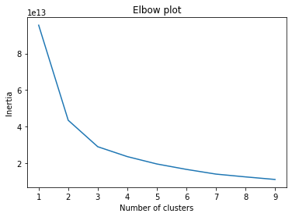 Elbow plot
1e13
8
6
4
2
Inertia
1 2 3 4 5 6 7 8 9
Number of clusters